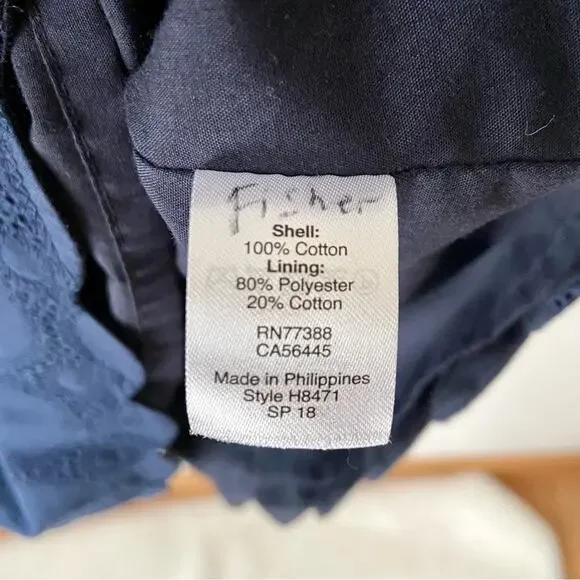 Fisher
Shell:
100% Cotton
Lining:
80% Polyester
20% Cotton
RN77388
CA56445
Made in Philippines
Style H8471
SP 18